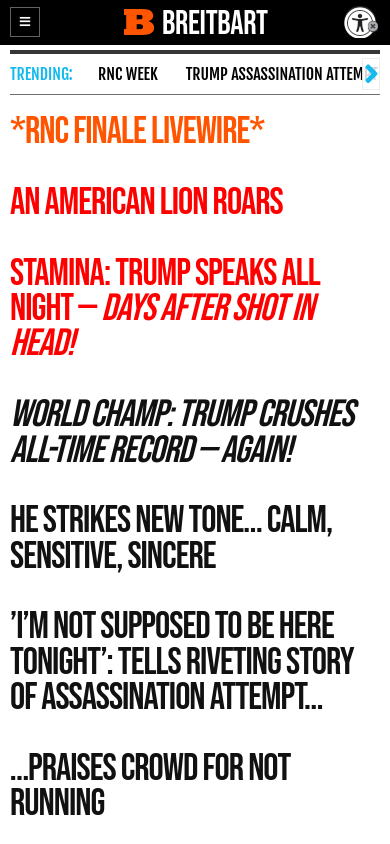 B BREITBART
TRENDING: RNC WEEK TRUMP ASSASSINATION
*RNC FINALE LIVEWIRE*
AN AMERICAN LION ROARS
STAMINA: TRUMP SPEAKS ALL
NIGHT — DAYS AFTER SHOT IN
HEAD!
WORLD CHAMP: TRUMP CRUSHES
ALL-TIME RECORD — AGAIN!
HE STRIKES NEW TONE... CALM,
SENSITIVE, SINCERE
’I’M NOT SUPPOSED TO BE HERE
TONIGHT’: TELLS RIVETING STORY
OF ASSASSINATION ATTEMPT...
...PRAISES CROWD FOR NOT
RUNNING